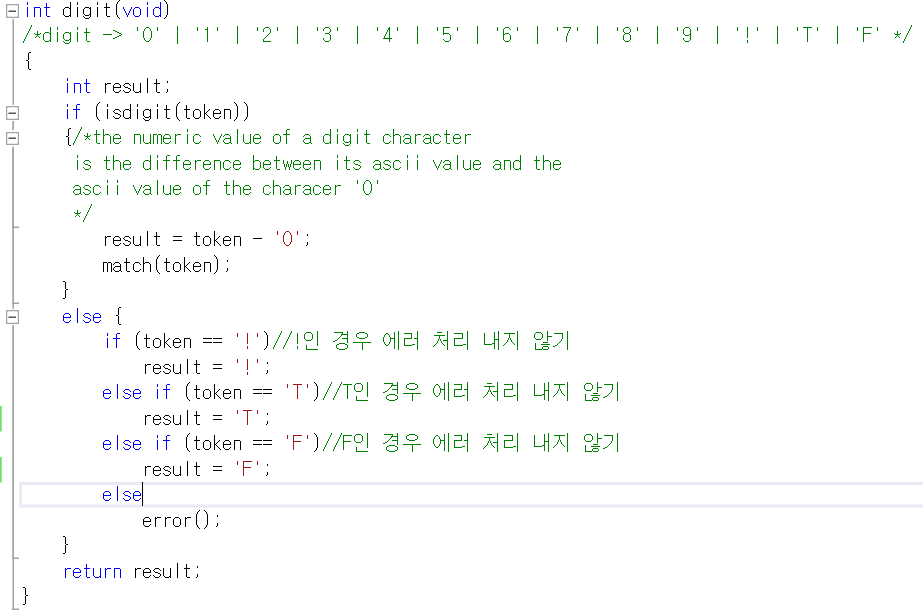 int digit(void)
/*digit -> '0' | '1' | '2' | '3' | '4' | '5' | '6' | '7' | '8' | '9' | '!' | 'T' | 'F' */
{
int result;
if (isdigit(token))
{/*the numeric value of a digit character
is the difference between its ascii value and the
ascii value of the characer '0'
*/
result = token - '0';
match(token);
}
else {
if (token == '!')//!인 경우 에러 처리 내지 않기
result = '!';
else if (token == 'T')//T인 경우 에러 처리 내지 않기
result = 'T';
else if (token == 'F')//F인 경우 에러 처리 내지 않기
result = 'F';
else
error();
}
return result;
}